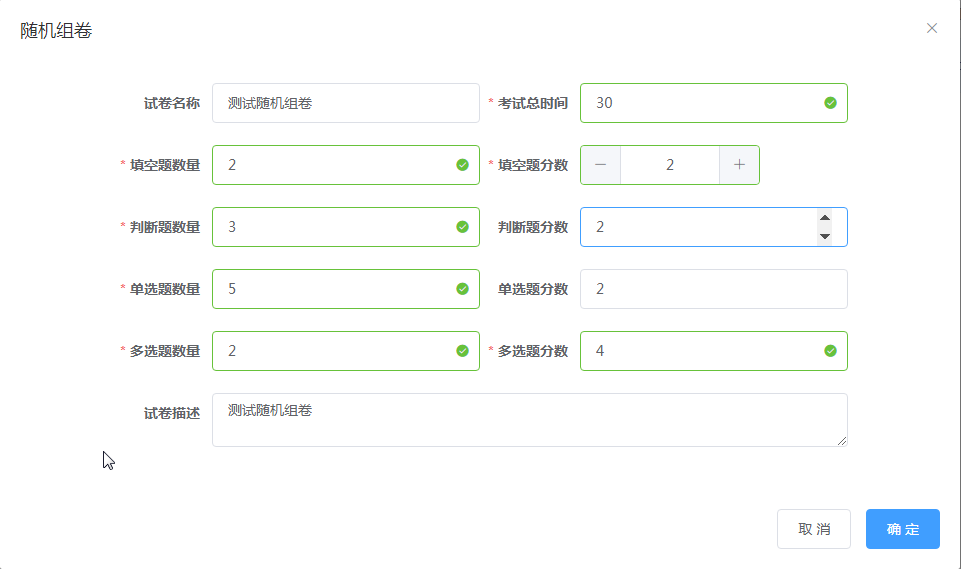 随机组卷
试卷名称 测试随机组卷 * 考试总时间 30
* 填空题数量 2 * 填空题分数 2
* 判断题数量 3 判断题分数 2
* 单选题数量 5 单选题分数 2
* 多选题数量 2 * 多选题分数 4
试卷描述 测试随机组卷
取 消 确 定